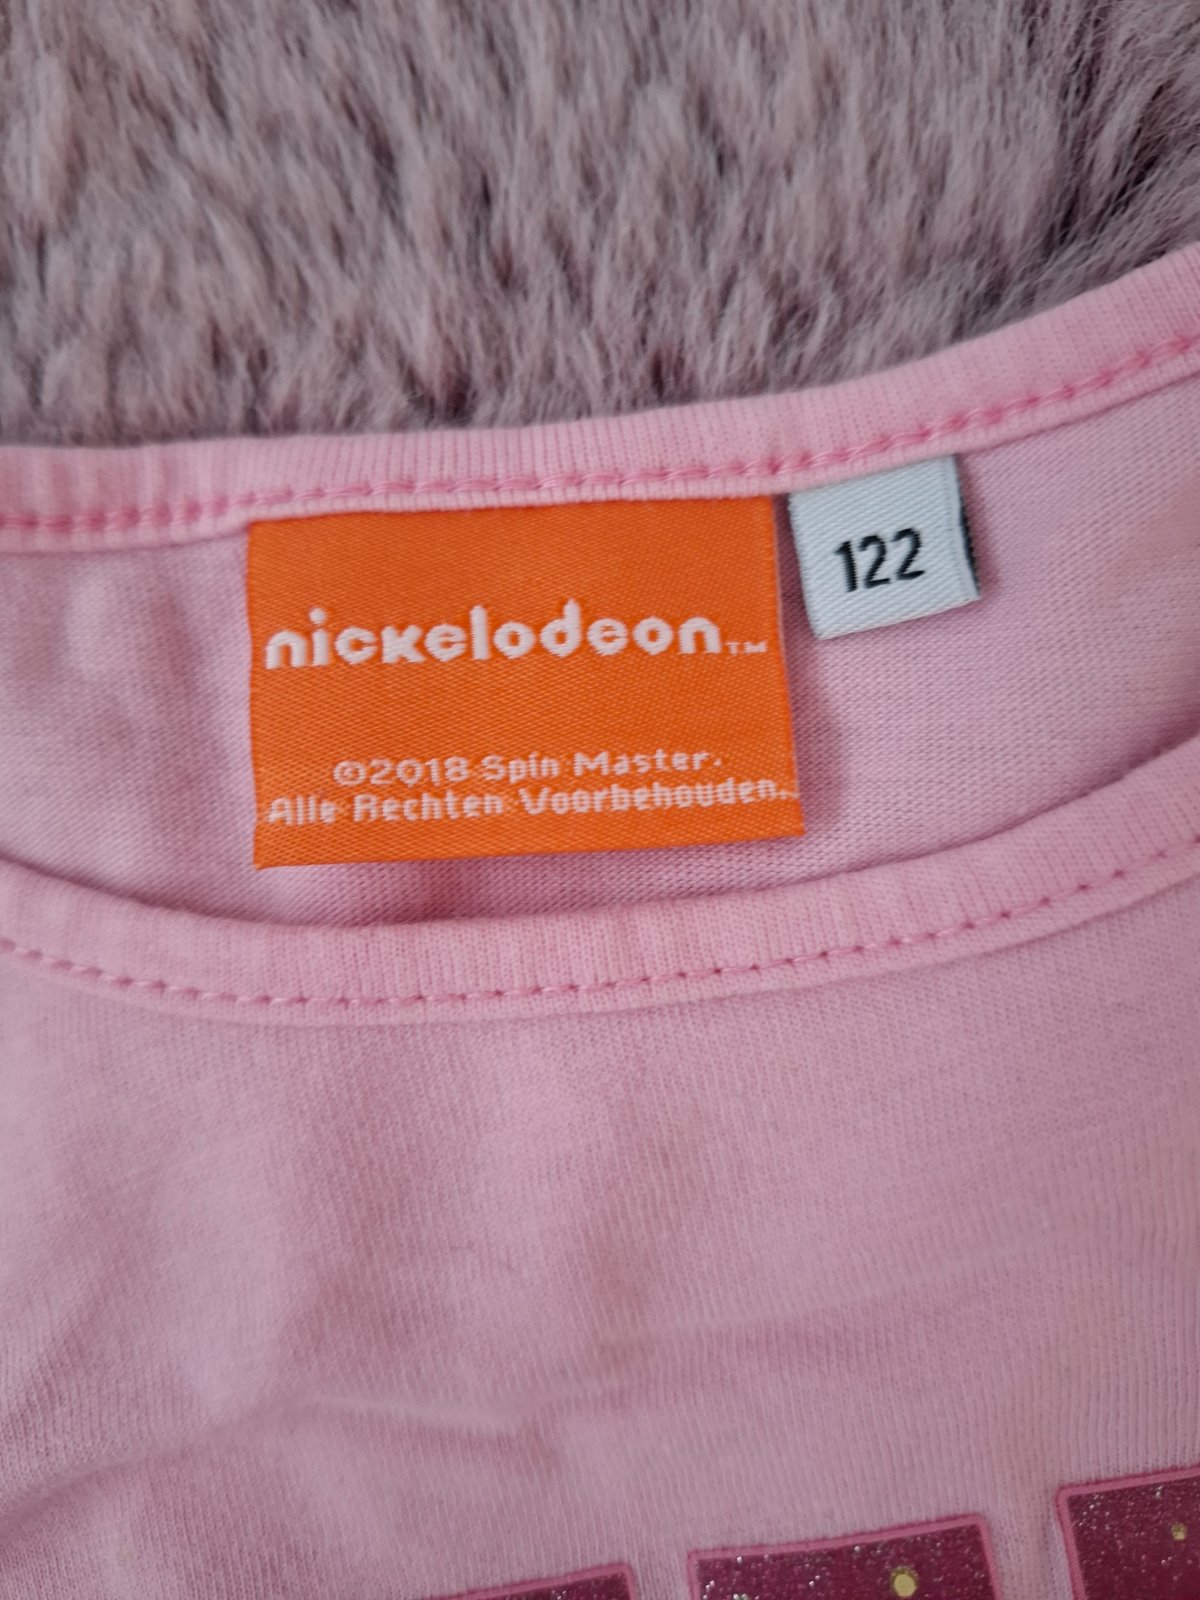 nickelodeon™
122
©2018 Spin Master.
Alle Rechten Voorbehouden.